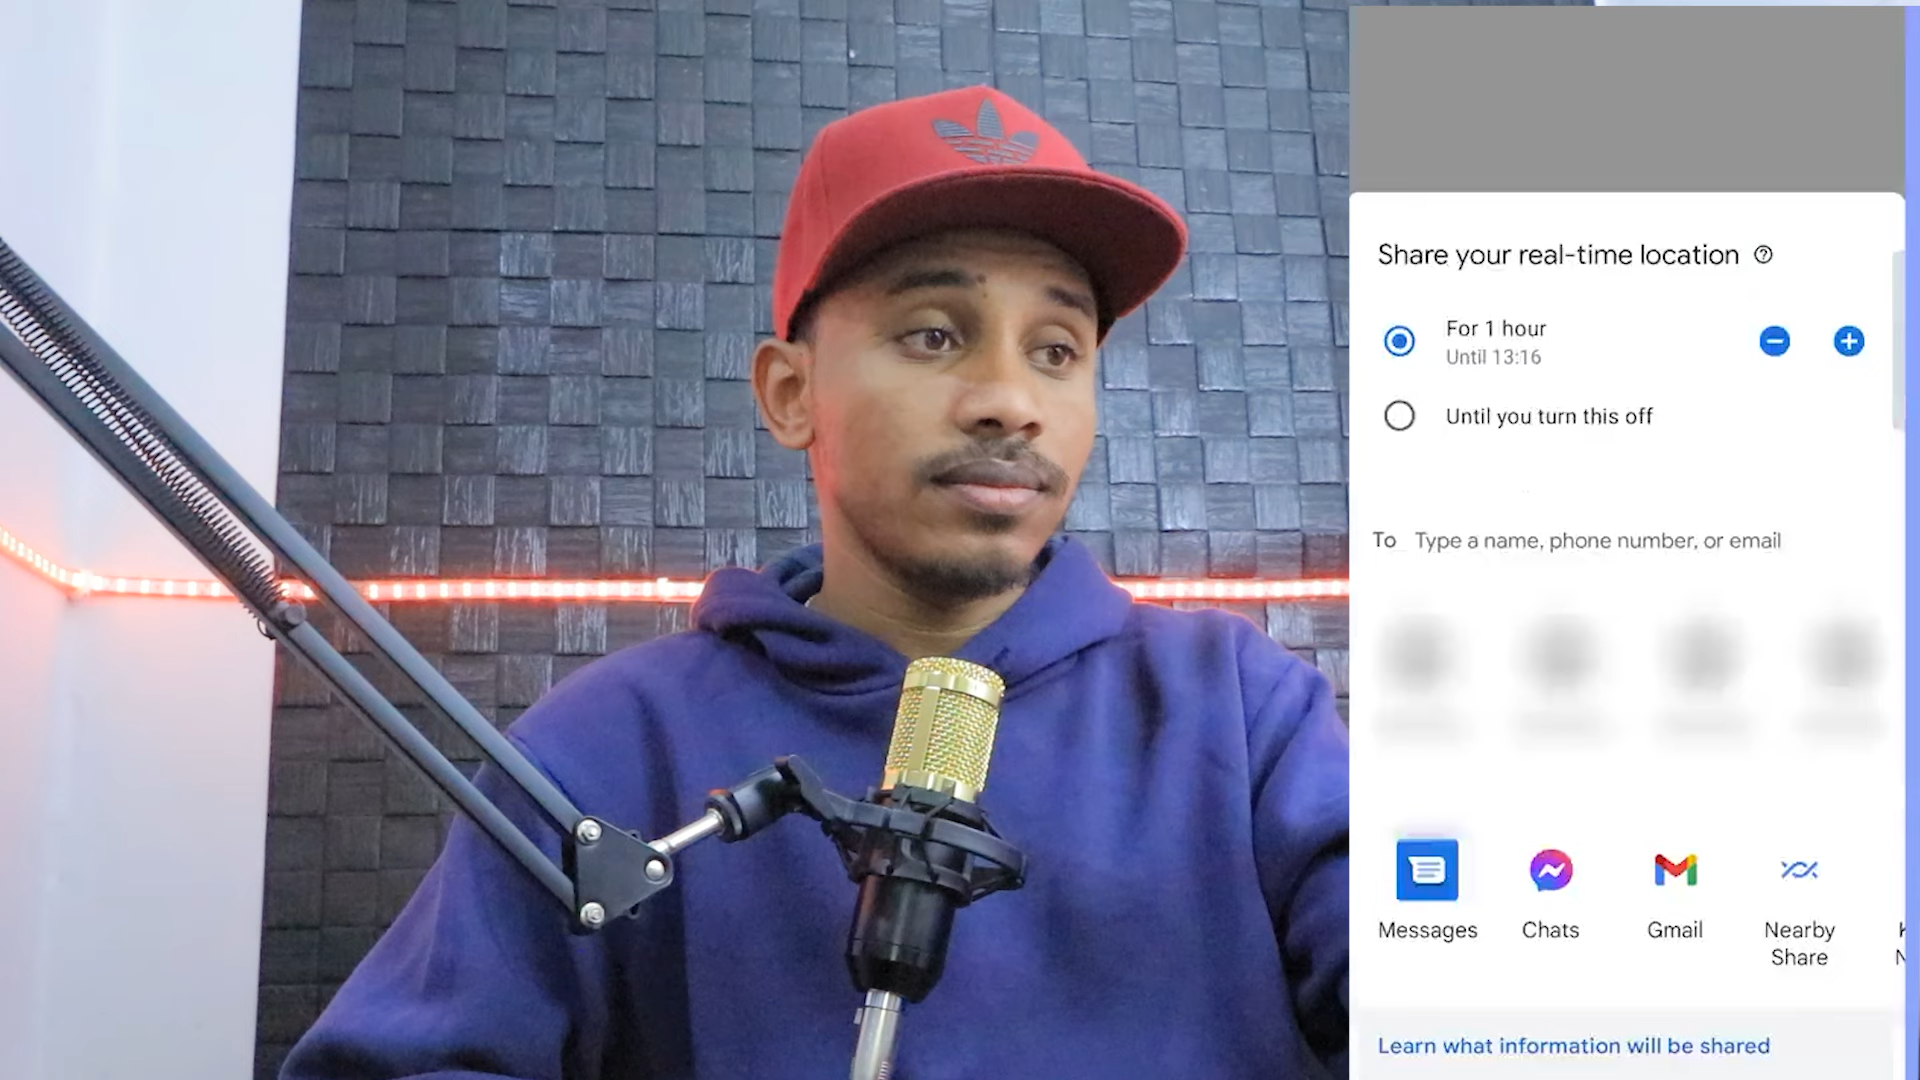 Share your real-time location
For 1 hour
Until 13:16
Until you turn this off
To Type a name, phone number, or email
Messages
Chats
Gmail
Nearby
Share
Learn what information will be shared